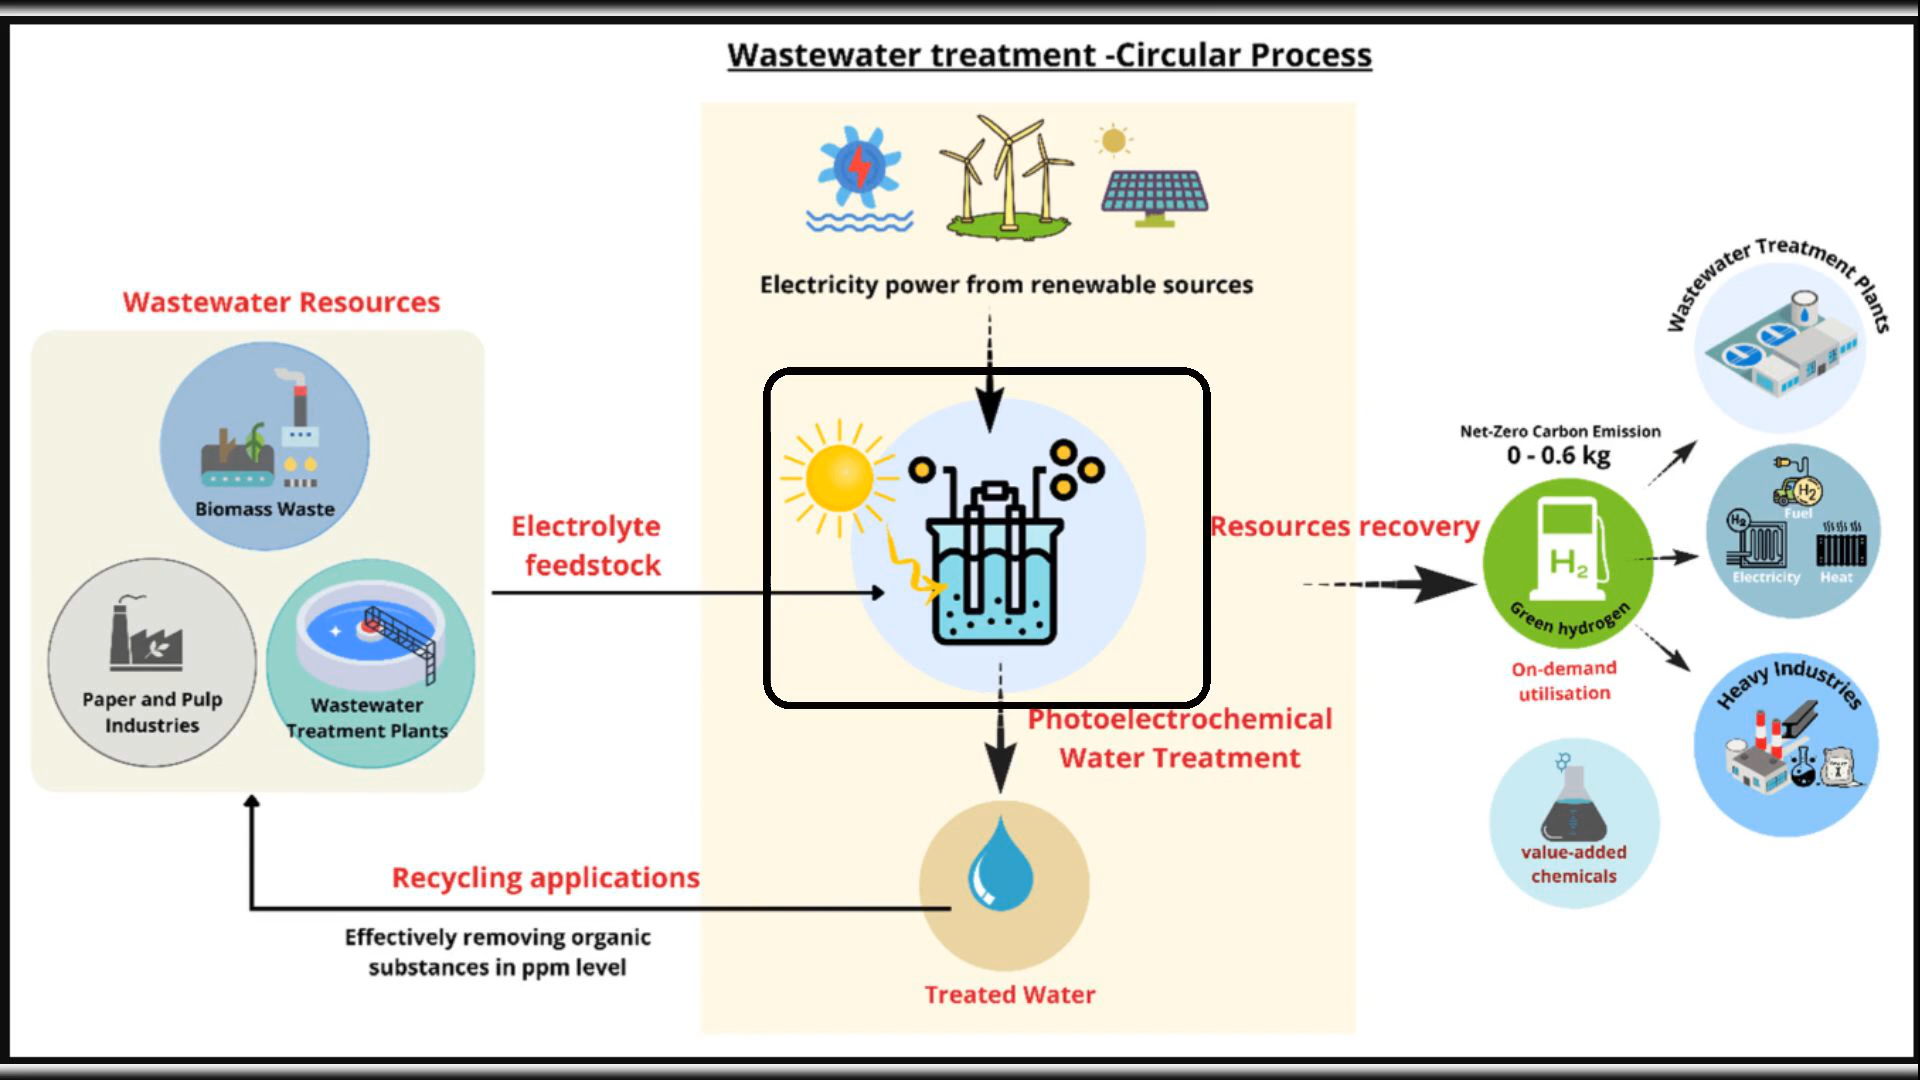 Wastewater treatment -Circular Process
Electricity power from renewable sources
Wastewater Resources
Biomass Waste
Paper and Pulp
Industries
Wastewater
Treatment Plants
Electrolyte
feedstock
Photoelectrochemical
Water Treatment
Treated Water
Recycling applications
Effectively removing organic
substances in ppm level
Resources recovery
Net-Zero Carbon Emission
0 - 0.6 kg
H₂
Green hydrogen
On-demand
utilisation
value-added
chemicals
Wastewater Treatment Plants
H₂
Fuel
H₂
Electricity
Heat
Heavy Industries